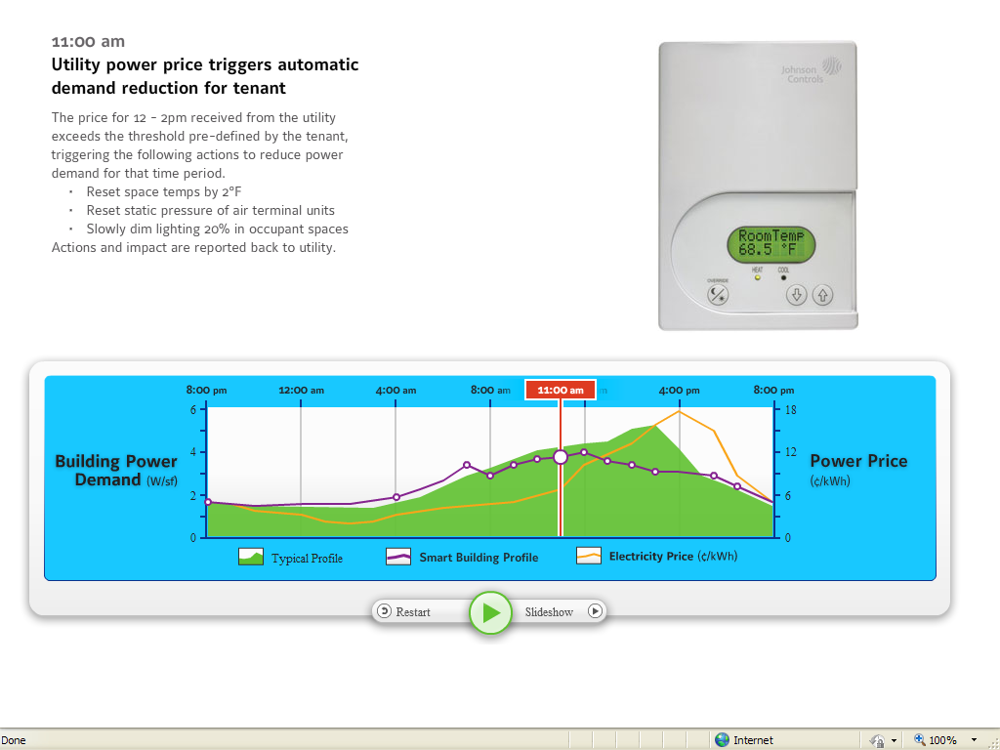 11:00 am
Utility power price triggers automatic
demand reduction for tenant
The price for 12 - 2pm received from the utility
exceeds the threshold pre-defined by the tenant,
triggering the following actions to reduce power
demand for that time period.
· Reset space temps by 2°F
· Reset static pressure of air terminal units
· Slowly dim lighting 20% in occupant spaces
Actions and impact are reported back to utility.
Johnson
Controls
RoomTemp
68.5 °F
HEAT COOL
OVERRIDE
8:00 pm 12:00 am 4:00 am 8:00 am 11:00 am 4:00 pm 8:00 pm
6 18
4 12
Building Power
Demand (W/sf)
Power Price
(¢/kWh)
2 6
0 0
Typical Profile Smart Building Profile Electricity Price (¢/kWh)
Restart Slideshow
Done Internet 100%